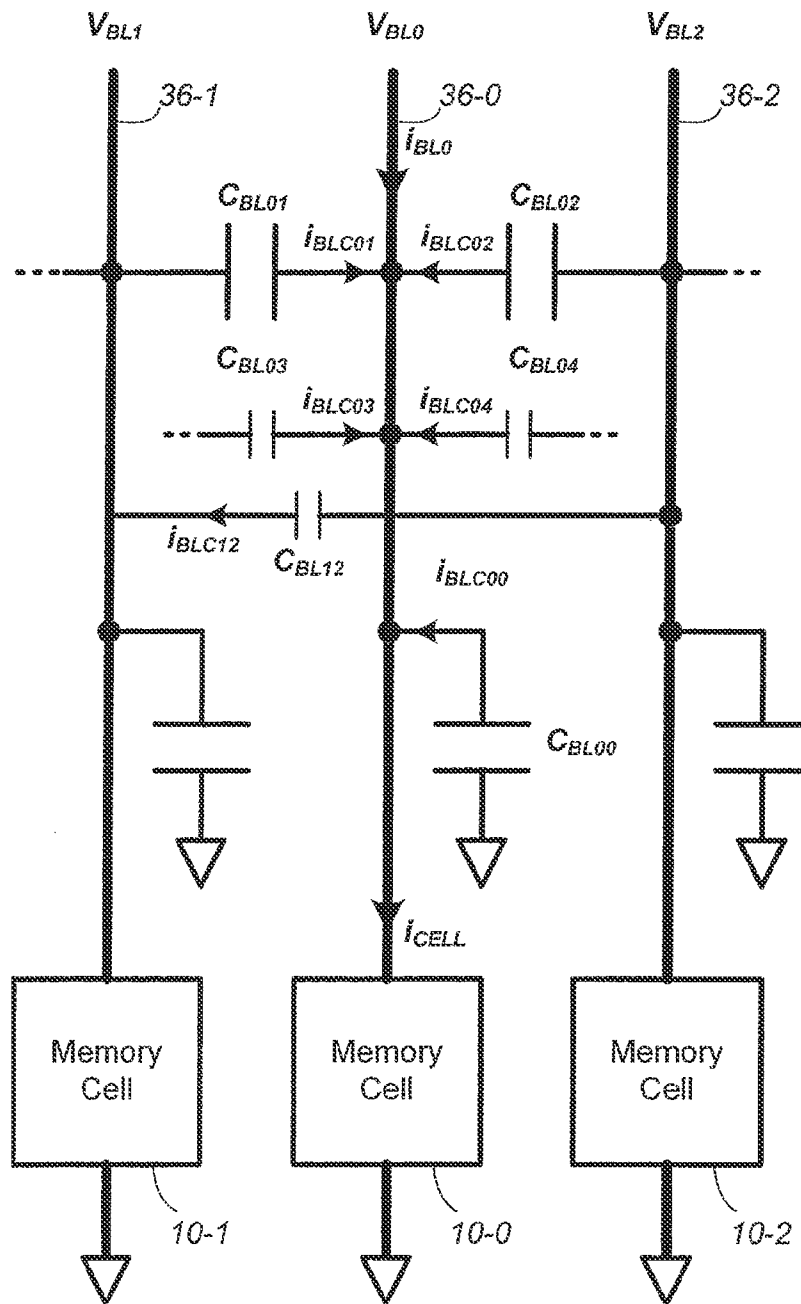 VBL1 VBL0 VBL2
36-1 36-0 36-2
iBL0
CBL01 CBL02
iBLC01 iBLC02
CBL03 CBL04
iBLC03 iBLC04
iBLC12
CBL12
iBLC00
CBL00
iCELL
Memory Memory Memory
Cell Cell Cell
10-1 10-0 10-2